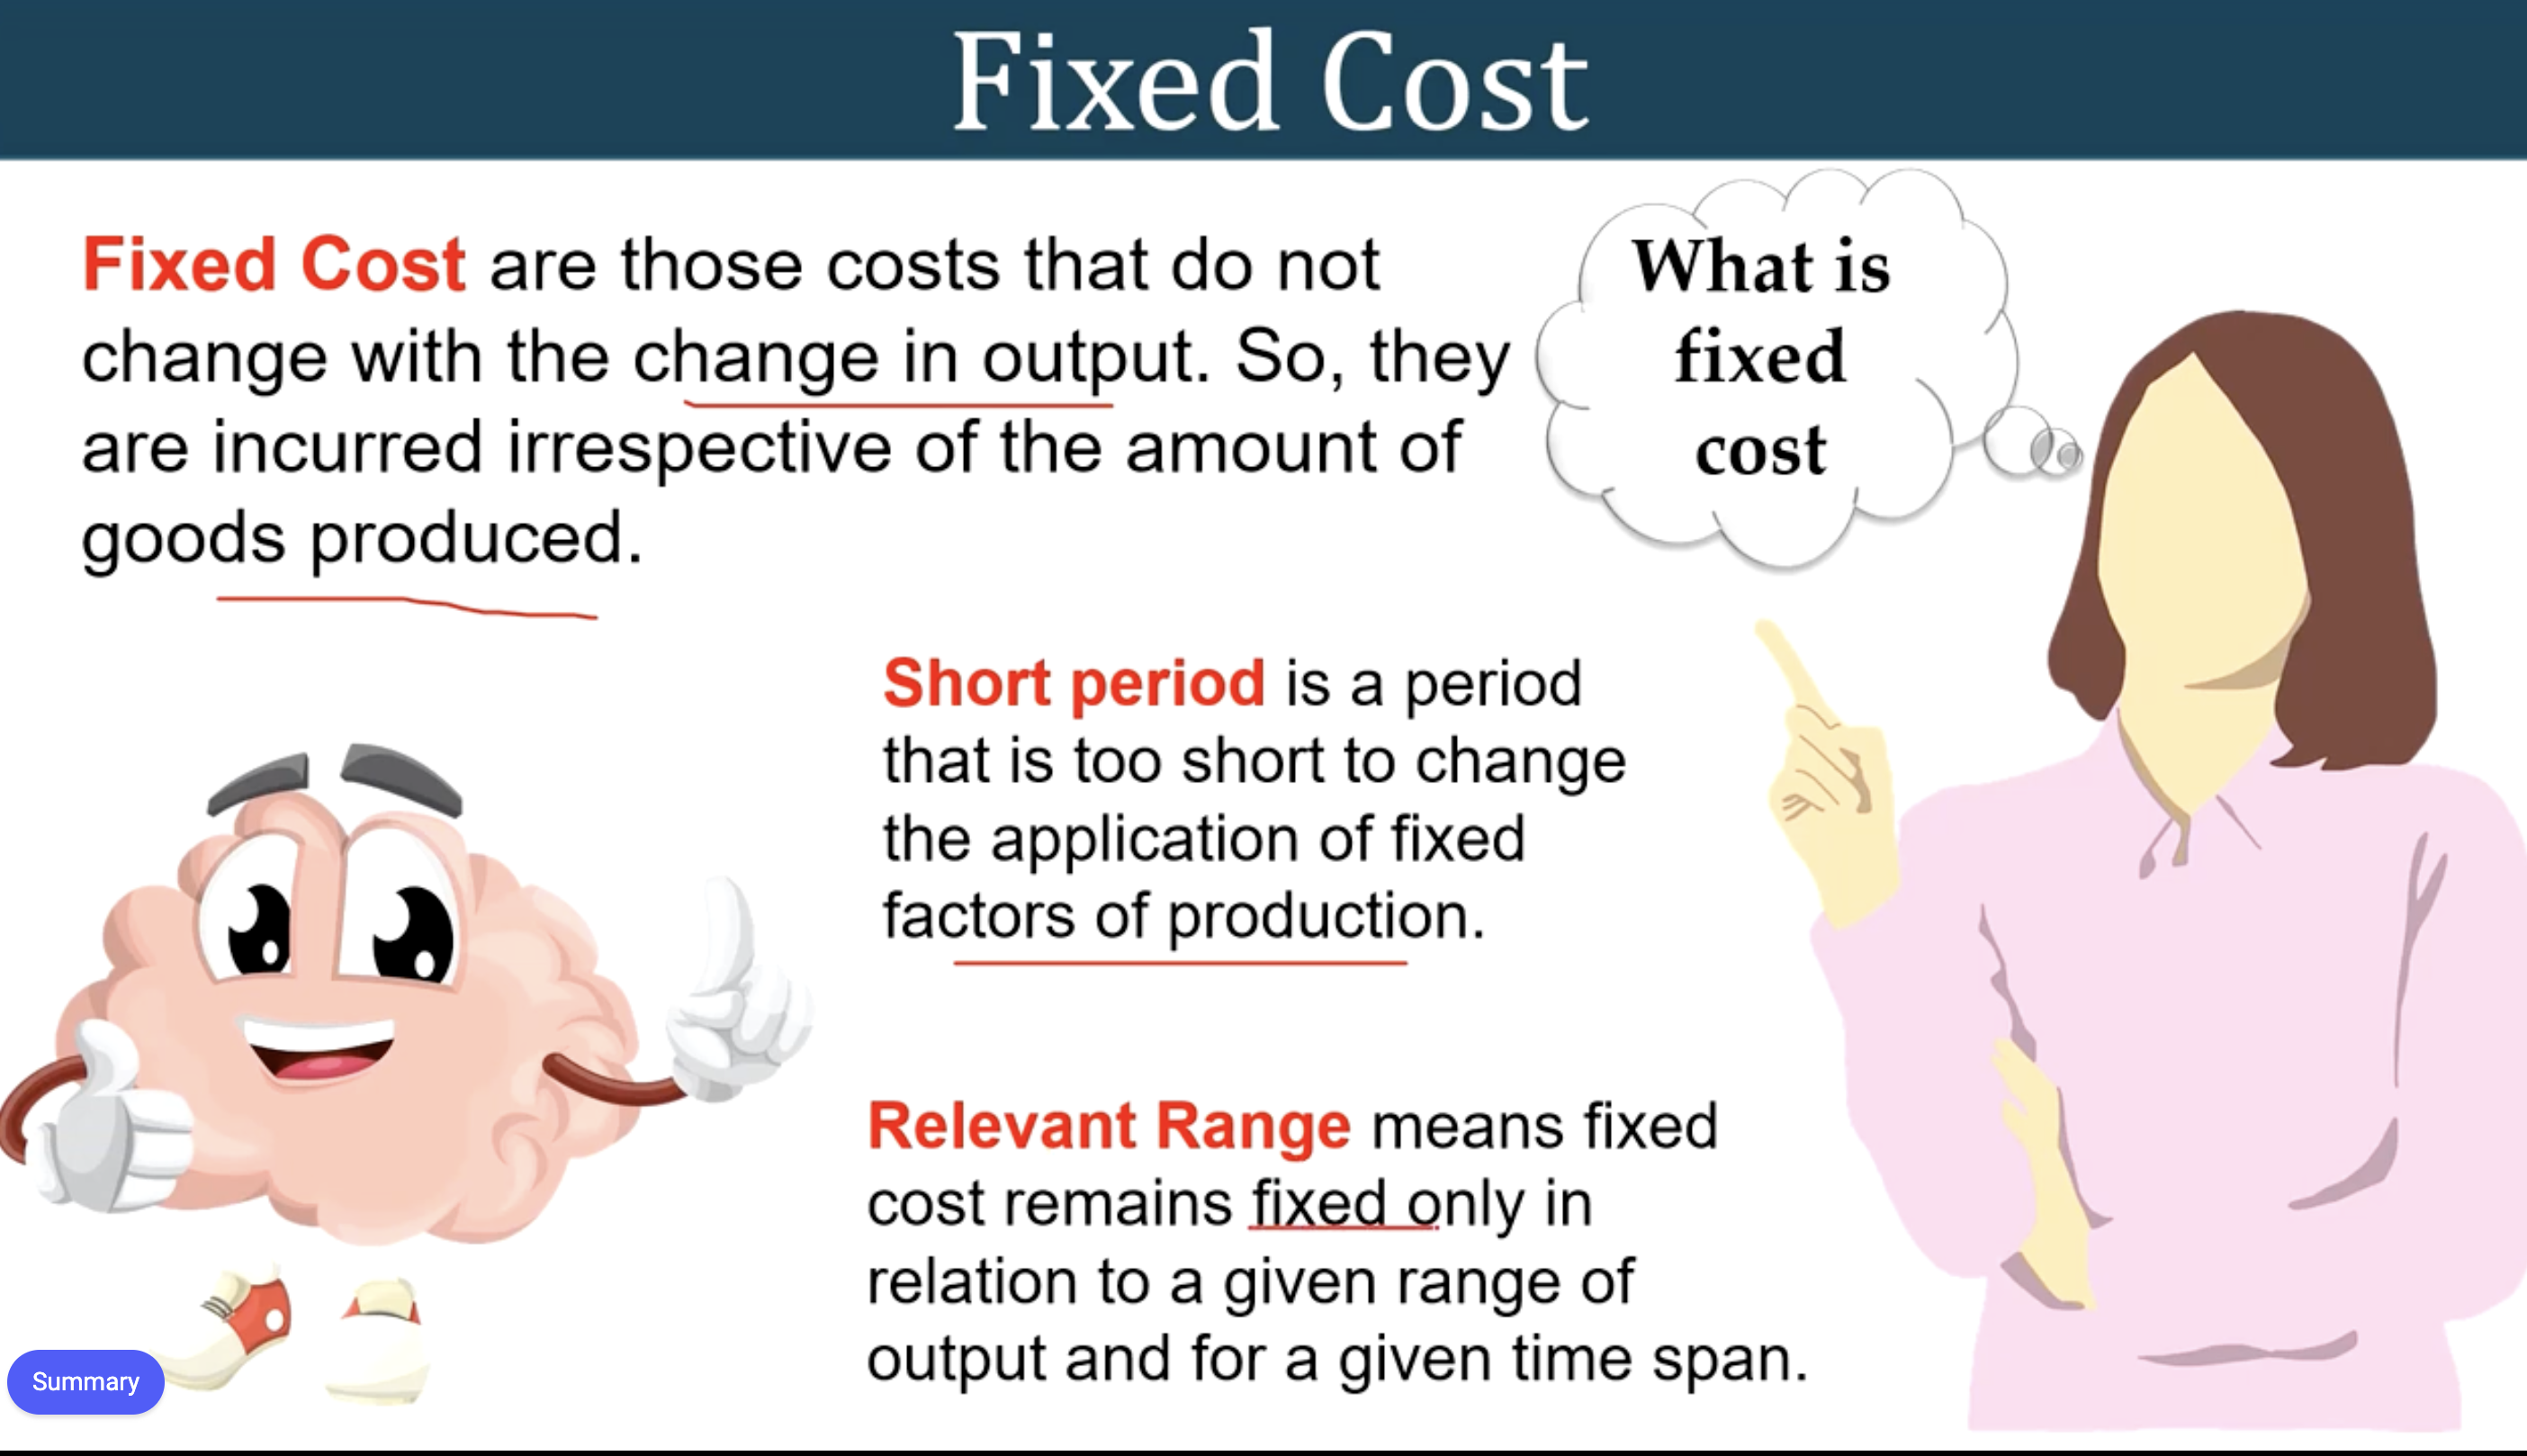 Fixed Cost
Fixed Cost are those costs that do not
change with the change in output. So, they
are incurred irrespective of the amount of
goods produced.
What is
fixed
cost
Short period is a period
that is too short to change
the application of fixed
factors of production.
Relevant Range means fixed
cost remains fixed only in
relation to a given range of
output and for a given time span.
Summary